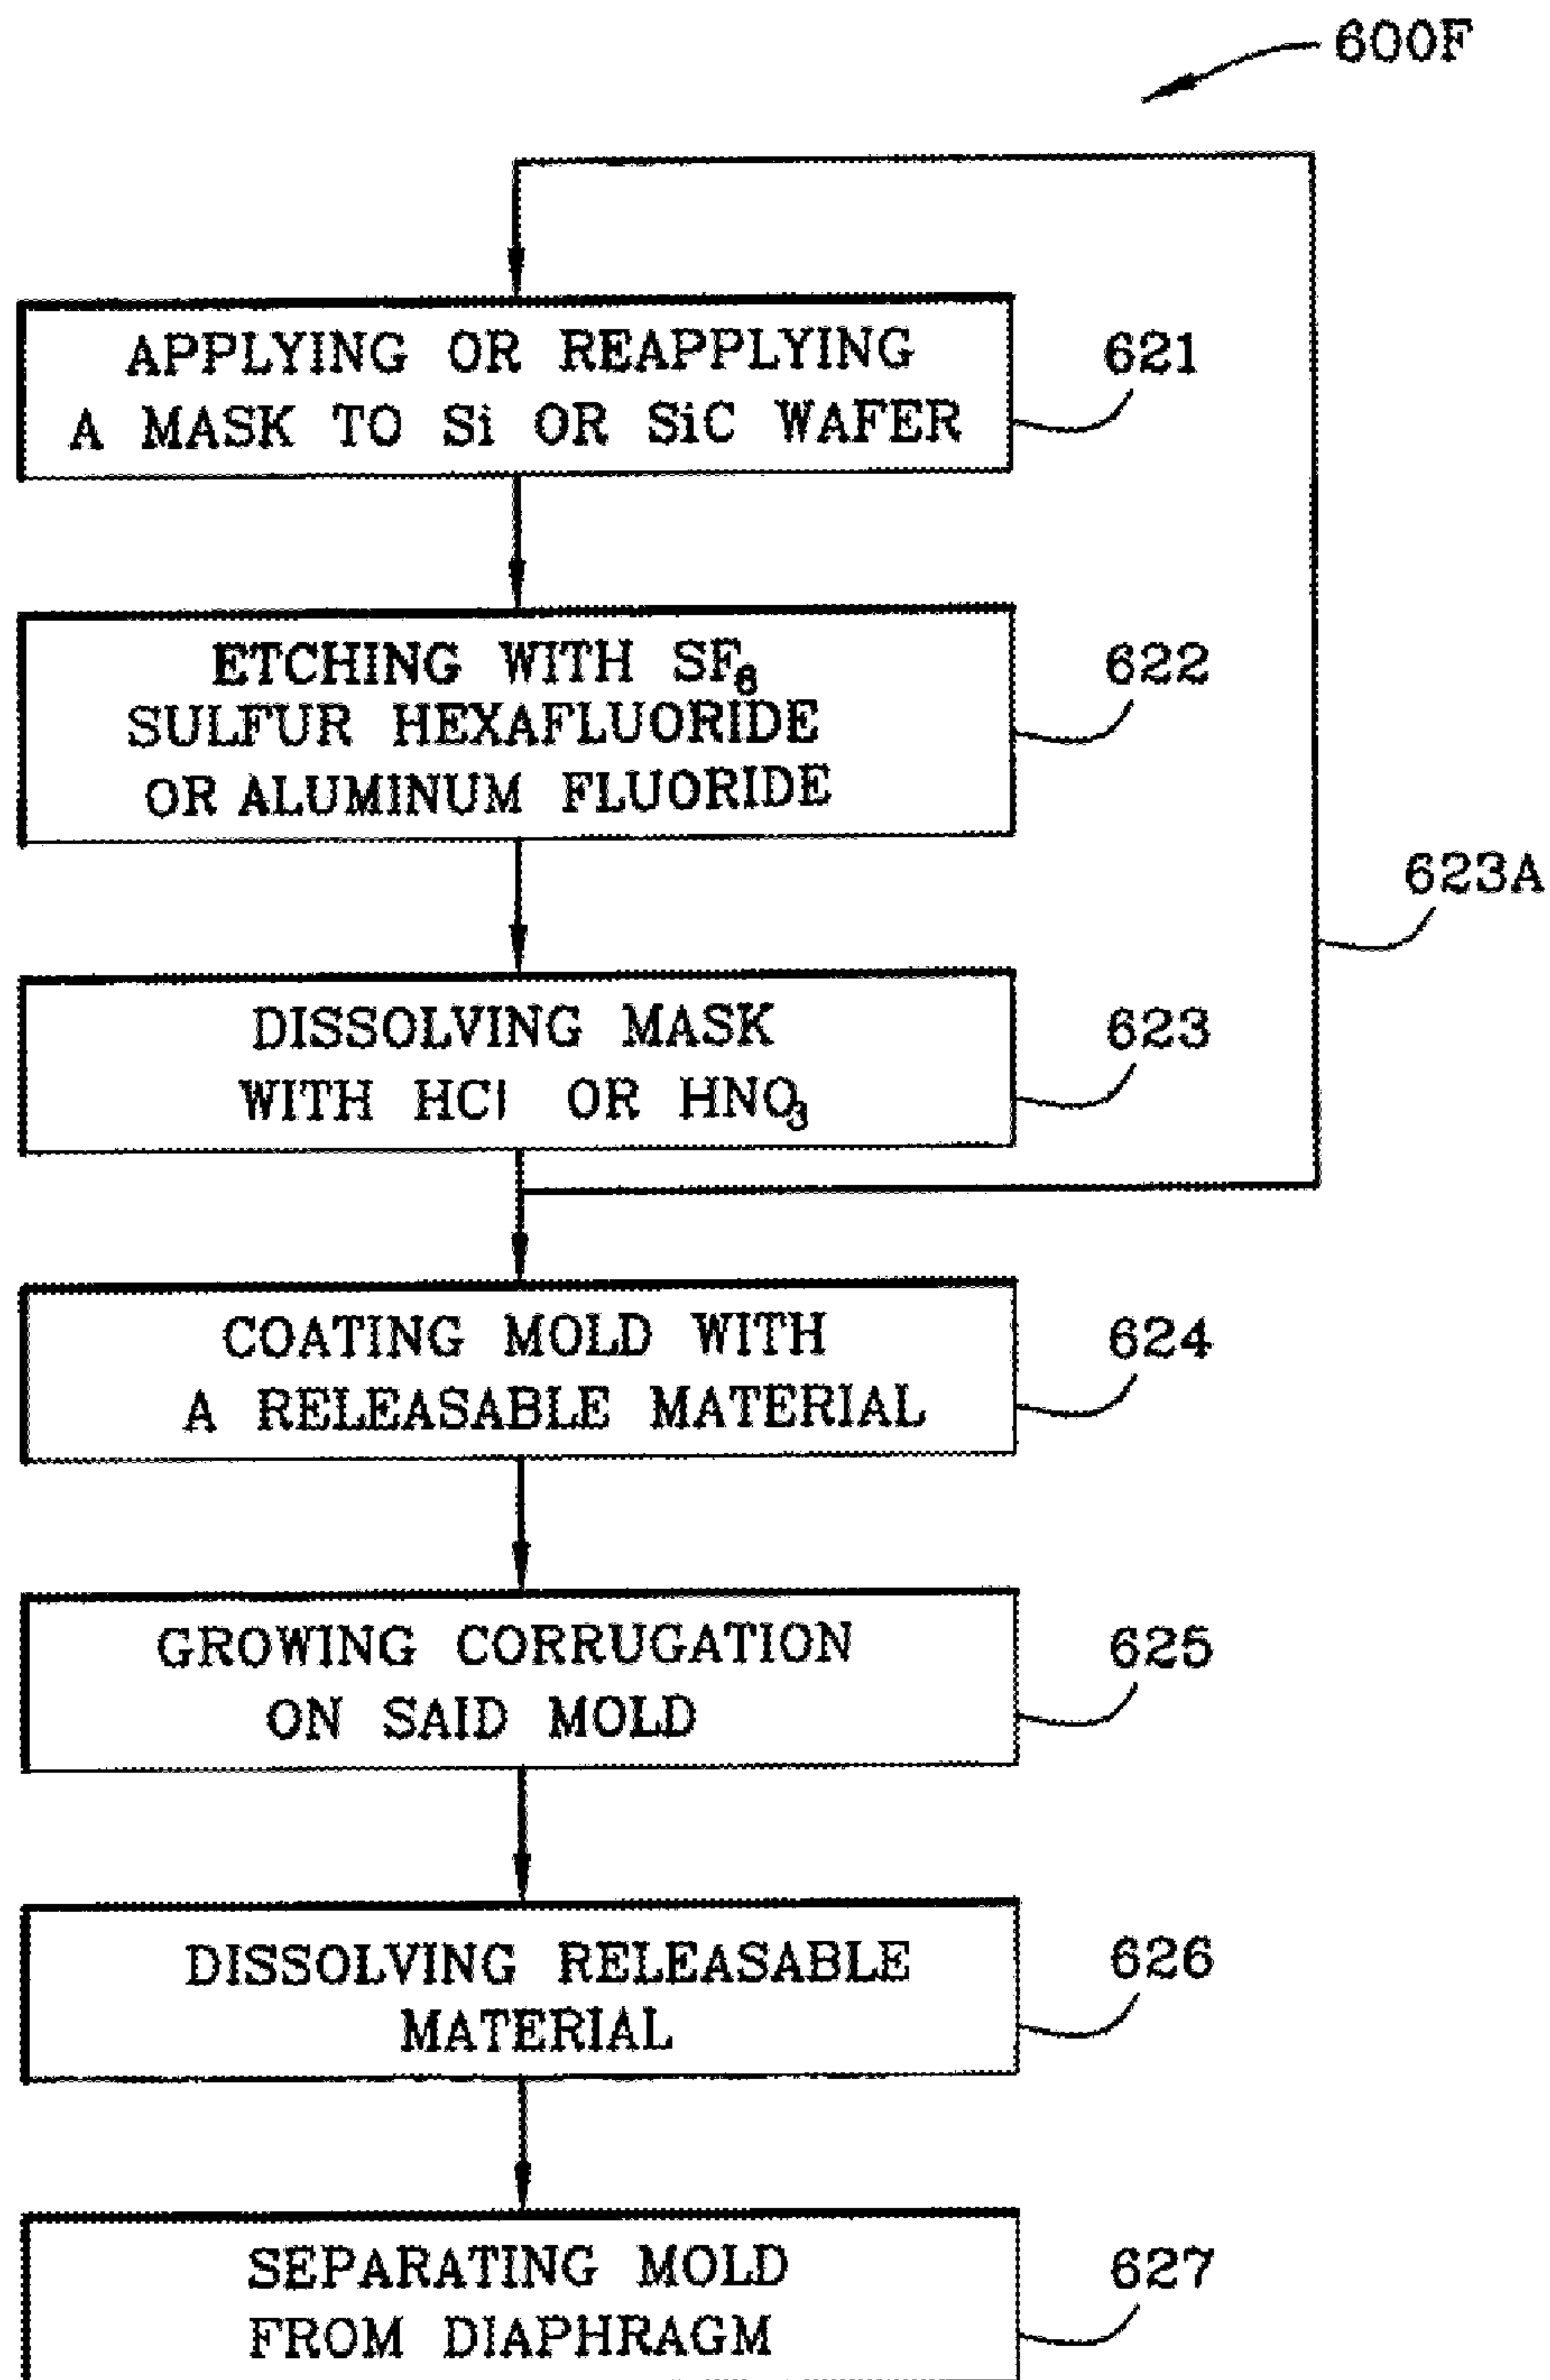 600F
APPLYING OR REAPPLYING
A MASK TO Si OR SiC WAFER
621
ETCHING WITH SF₆
SULFUR HEXAFLUORIDE
OR ALUMINUM FLUORIDE
622
623A
DISSOLVING MASK
WITH HCl OR HNO₃
623
COATING MOLD WITH
A RELEASABLE MATERIAL
624
GROWING CORRUGATION
ON SAID MOLD
625
DISSOLVING RELEASABLE
MATERIAL
626
SEPARATING MOLD
FROM DIAPHRAGM
627